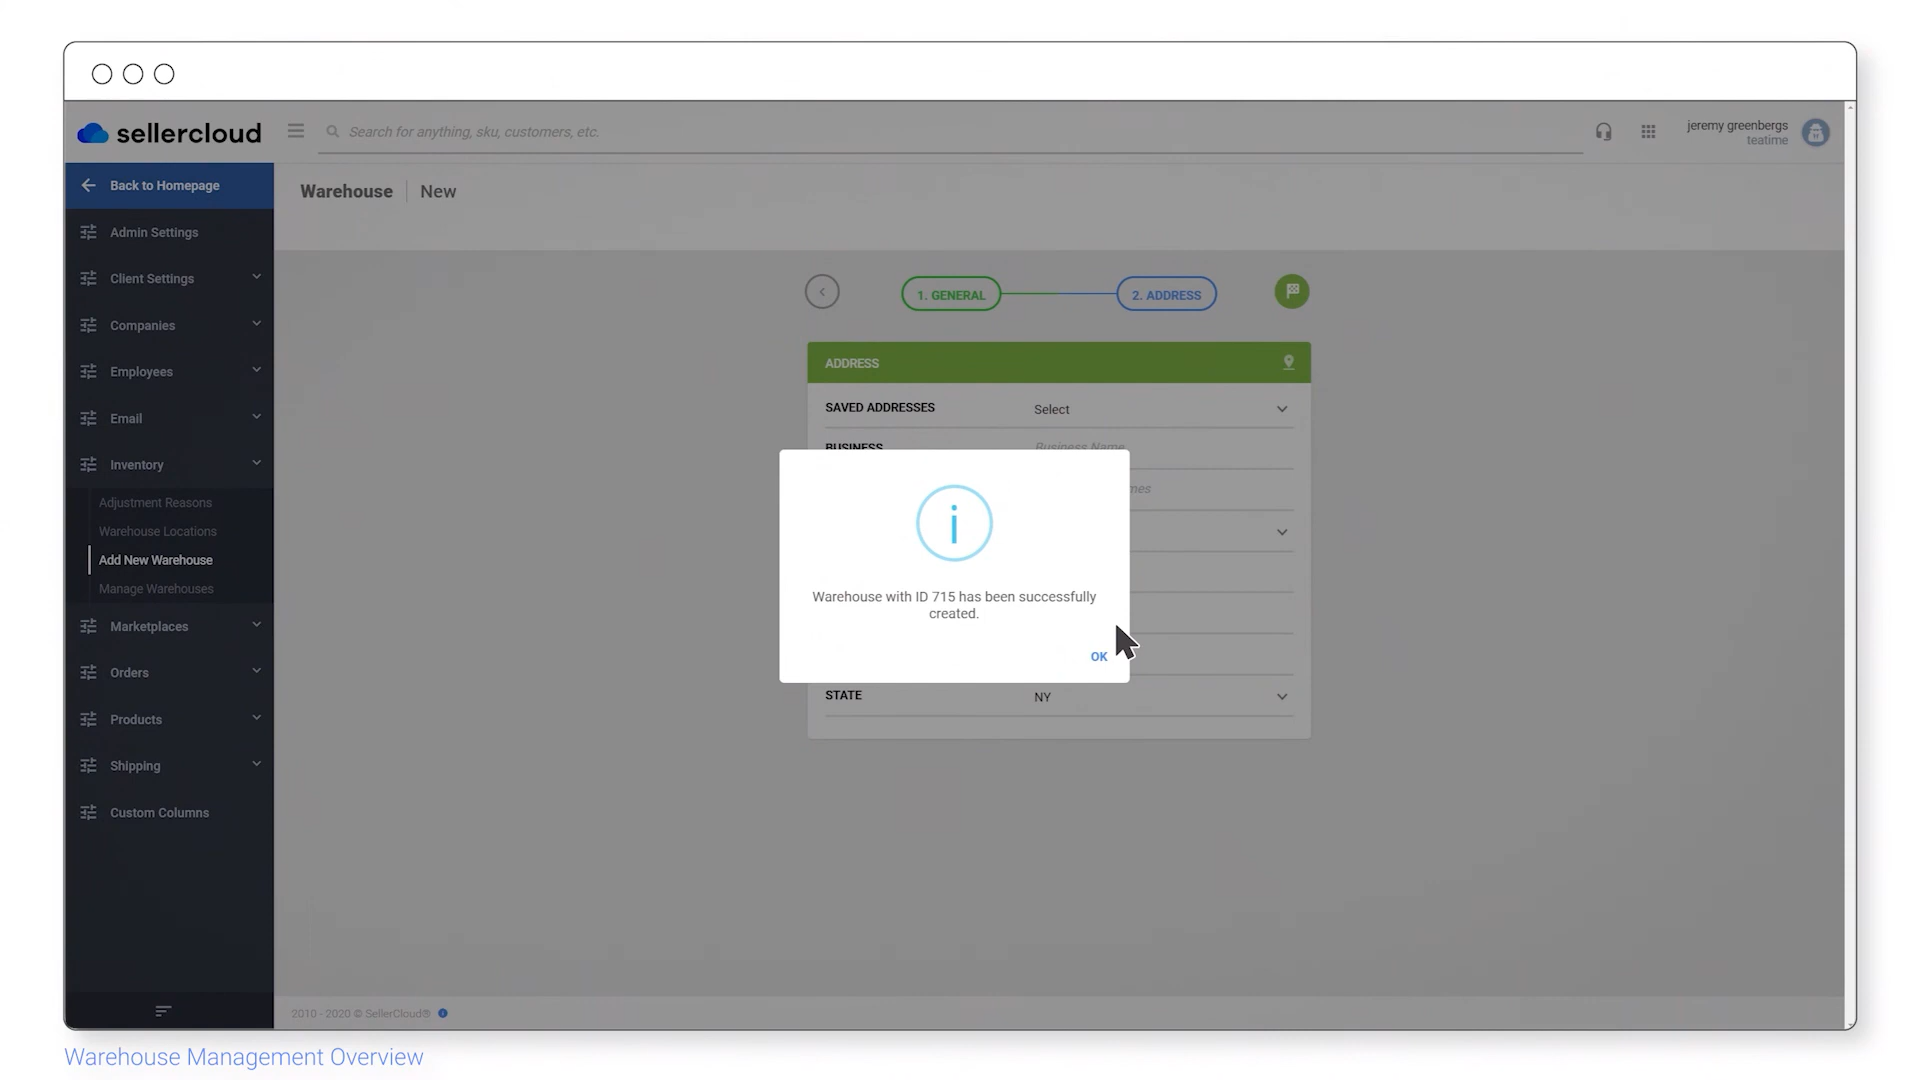 sellercloud
Search for anything, sku, customers, etc.
jeremy greenbergs
teatime
Back to Homepage
Warehouse
New
Admin Settings
Client Settings
Companies
Employees
Email
Inventory
Adjustment Reasons
Warehouse Locations
Add New Warehouse
Manage Warehouses
Marketplaces
Orders
Products
Shipping
Custom Columns
1. GENERAL
2. ADDRESS
ADDRESS
SAVED ADDRESSES
Select
BUSINESS
Business Name
i
Warehouse with ID 715 has been successfully
created.
OK
STATE
NY
2010 - 2020 © SellerCloud®
Warehouse Management Overview